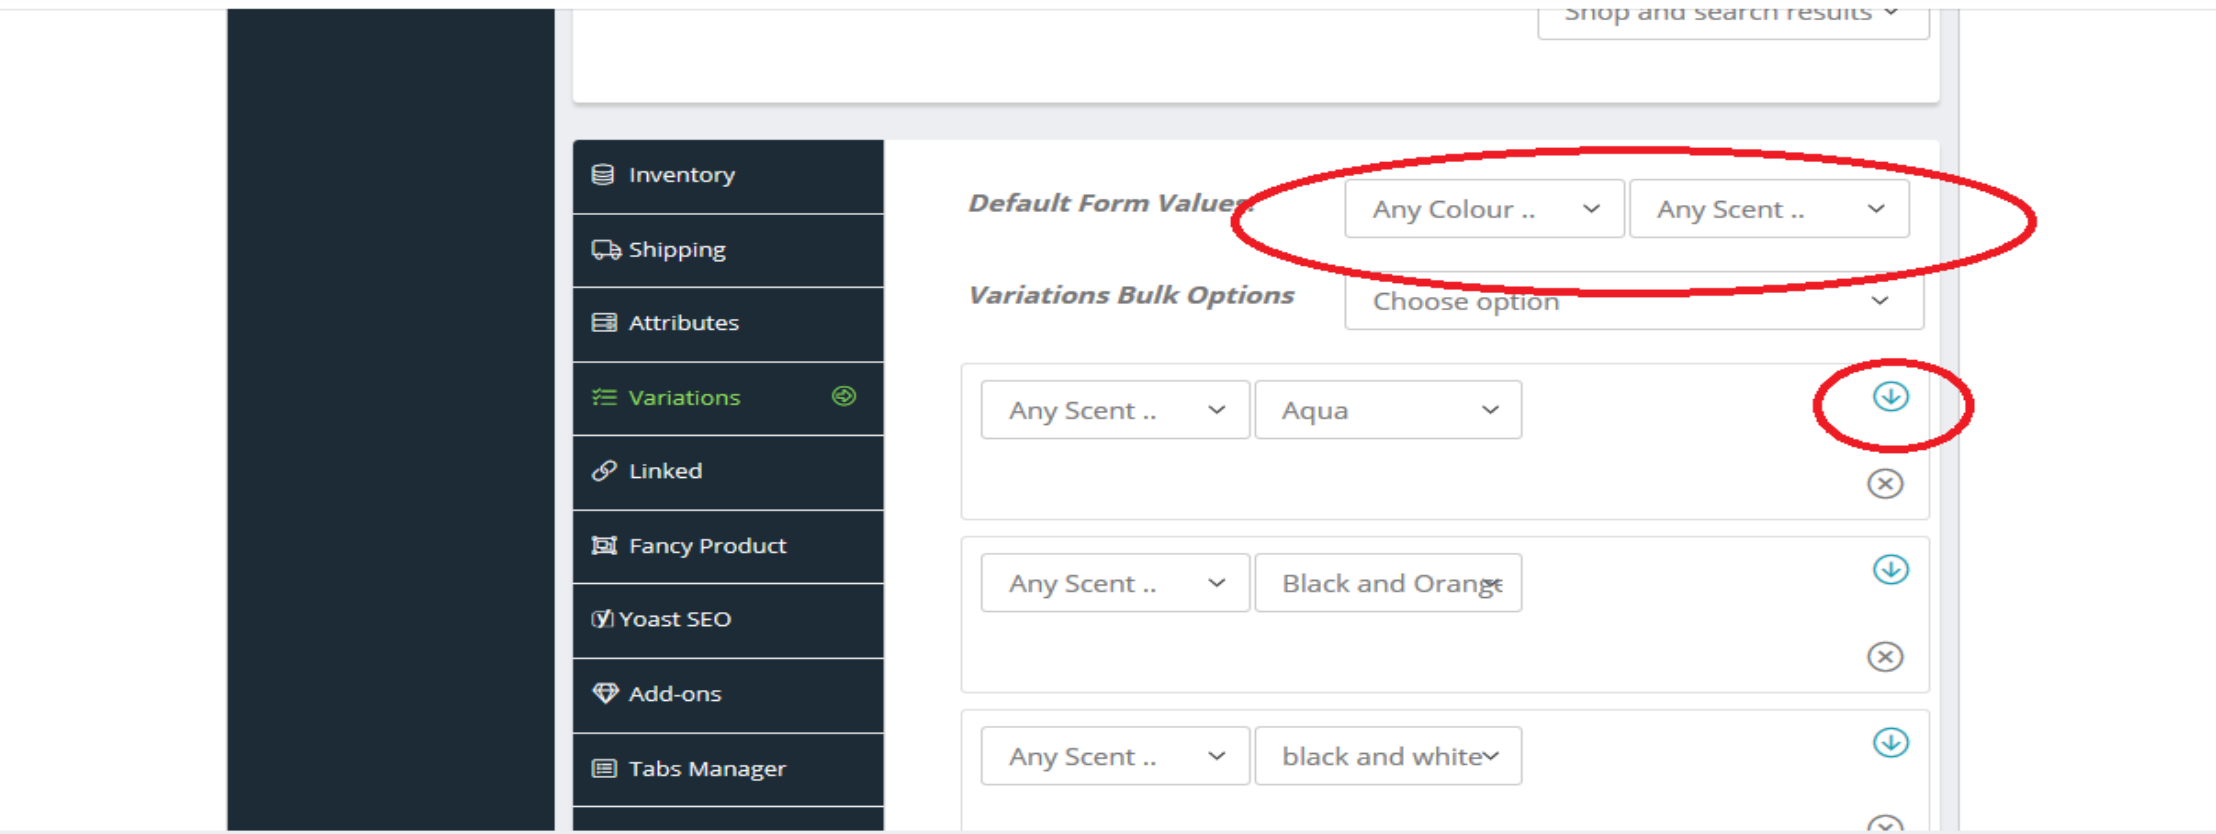 Shop and search results
Inventory
Shipping
Attributes
Variations
Linked
Fancy Product
Yoast SEO
Add-ons
Tabs Manager
Default Form Values:
Any Colour ..
Any Scent ..
Variations Bulk Options
Choose option
Any Scent ..
Aqua
Any Scent ..
Black and Orange
Any Scent ..
black and white